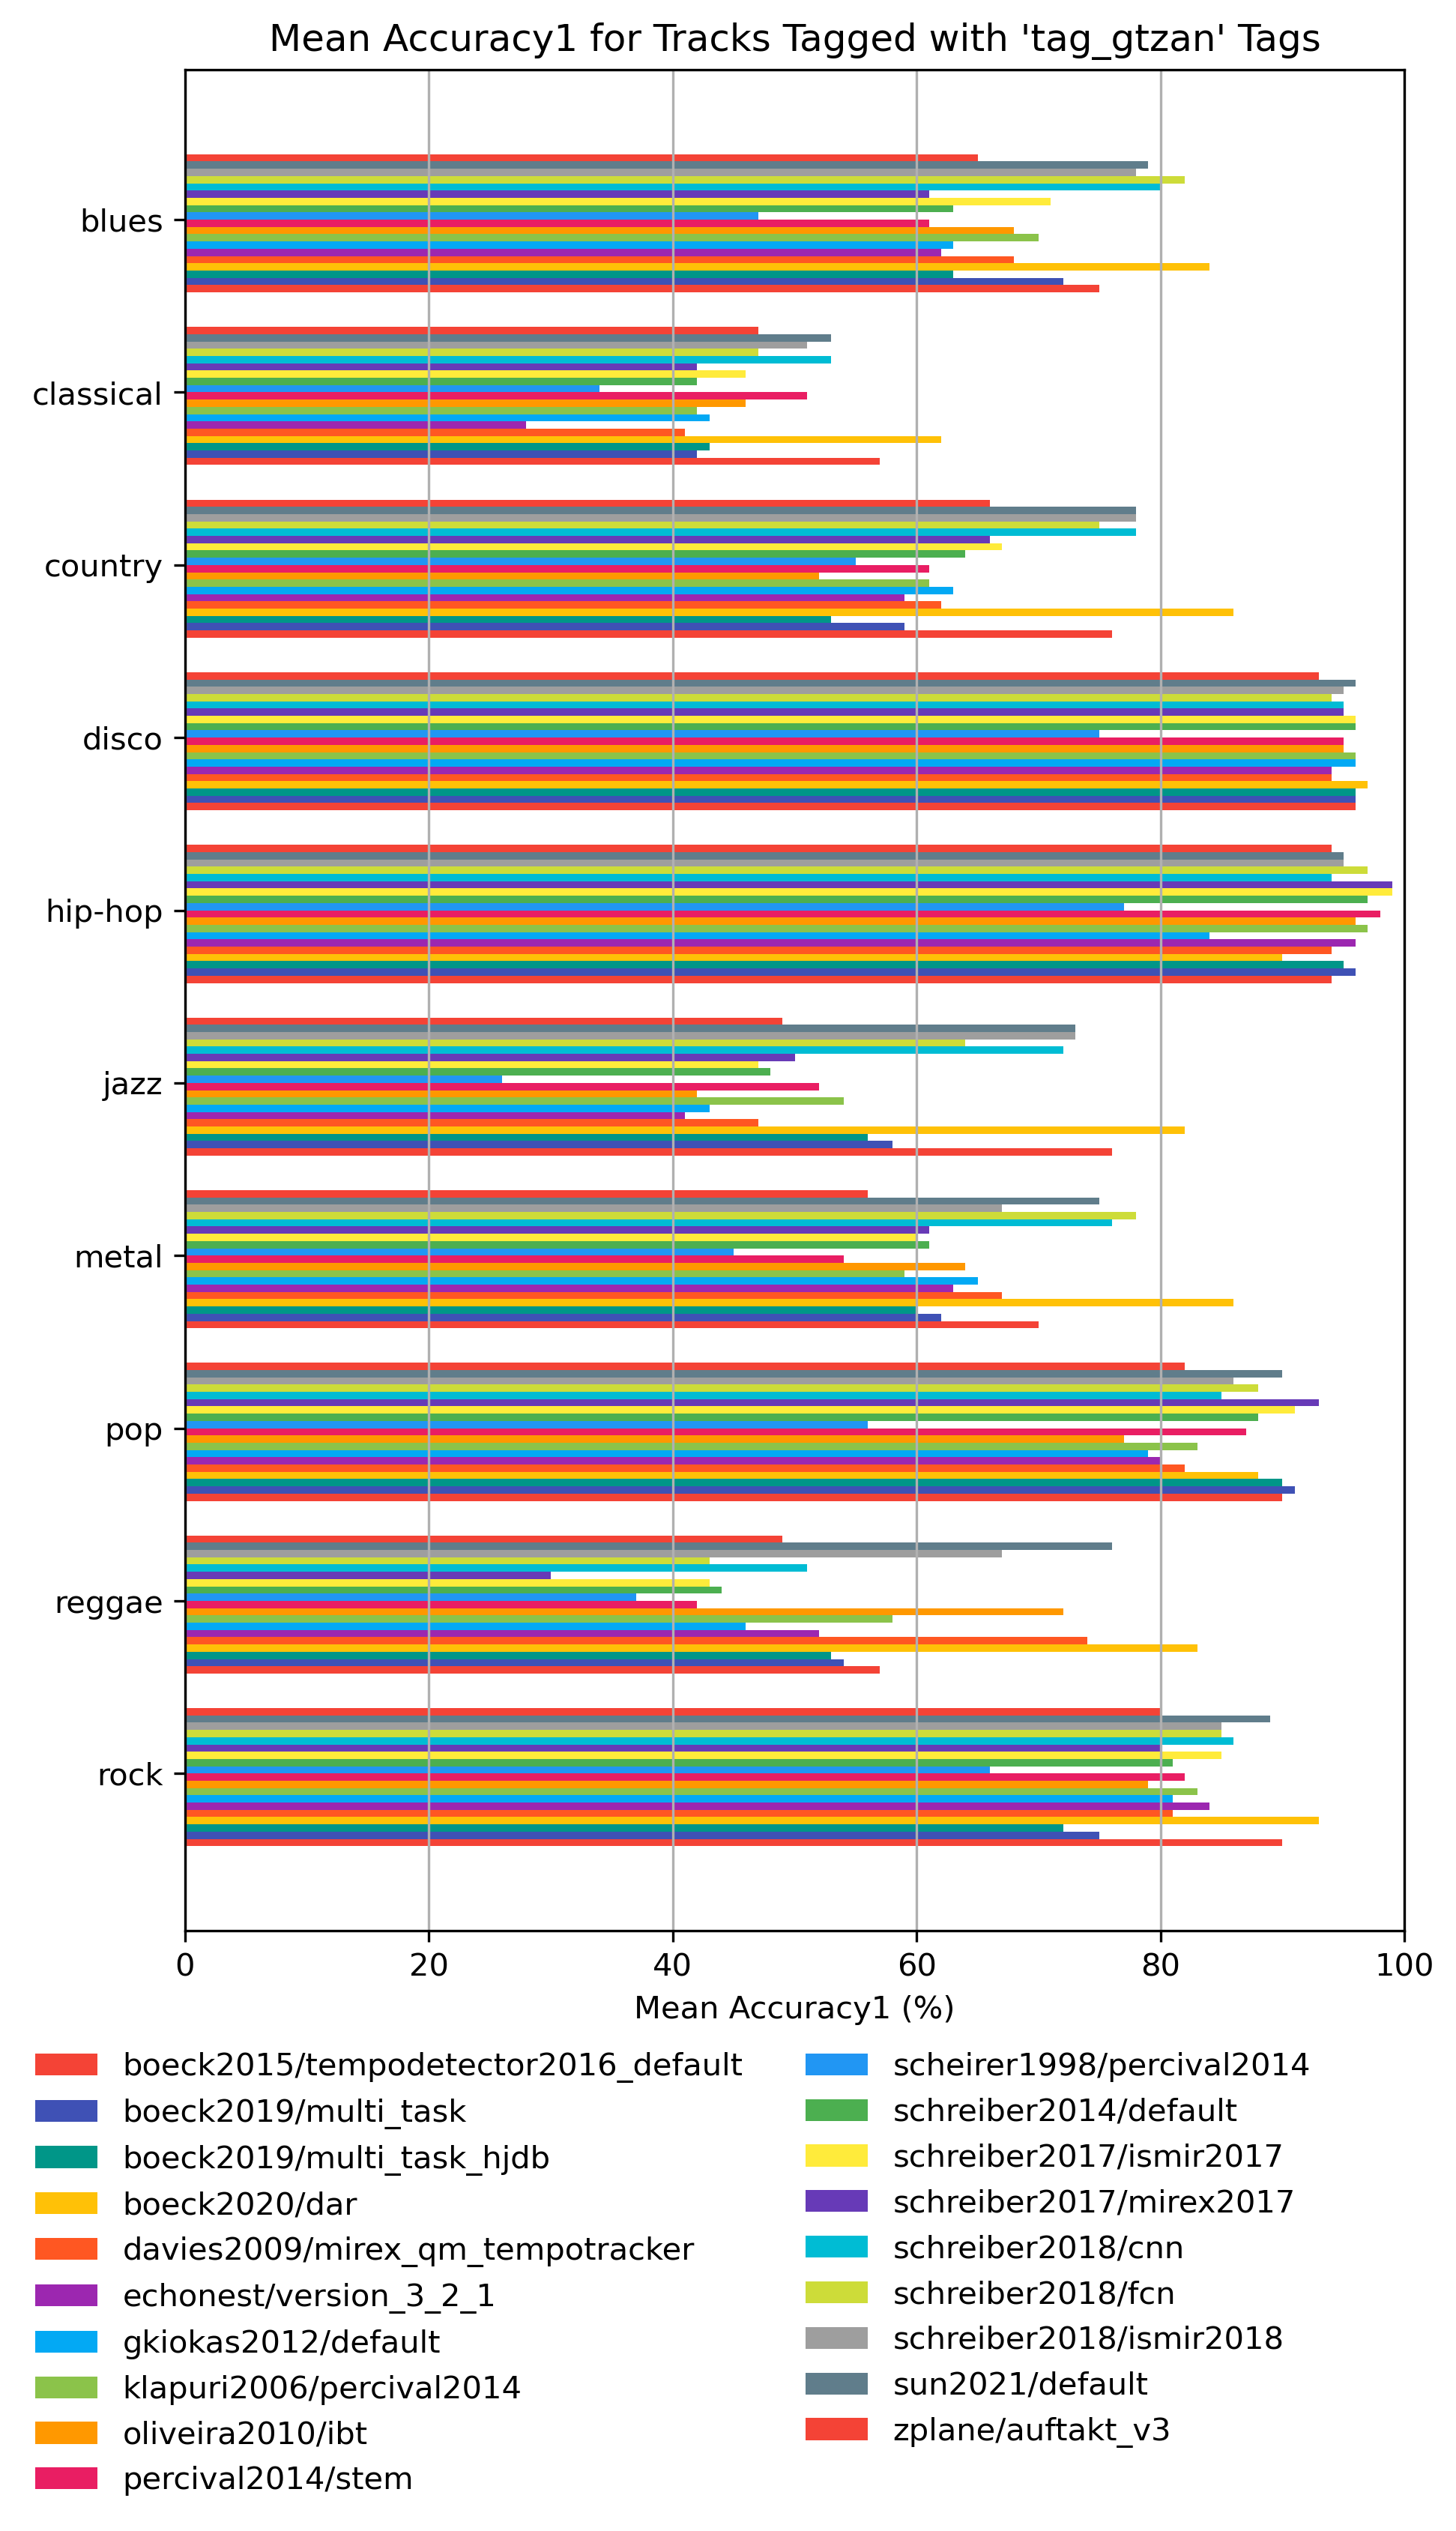 Mean Accuracy1 for Tracks Tagged with 'tag_gtzan' Tags
blues
classical
country
disco
hip-hop
jazz
metal
pop
reggae
rock
0 20 40 60 80 100
Mean Accuracy1 (%)
boeck2015/tempodetector2016_default
boeck2019/multi_task
boeck2019/multi_task_hjdb
boeck2020/dar
davies2009/mirex_qm_tempotracker
echonest/version_3_2_1
gkiokas2012/default
klapuri2006/percival2014
oliveira2010/ibt
percival2014/stem
scheirer1998/percival2014
schreiber2014/default
schreiber2017/ismir2017
schreiber2017/mirex2017
schreiber2018/cnn
schreiber2018/fcn
schreiber2018/ismir2018
sun2021/default
zplane/auftakt_v3